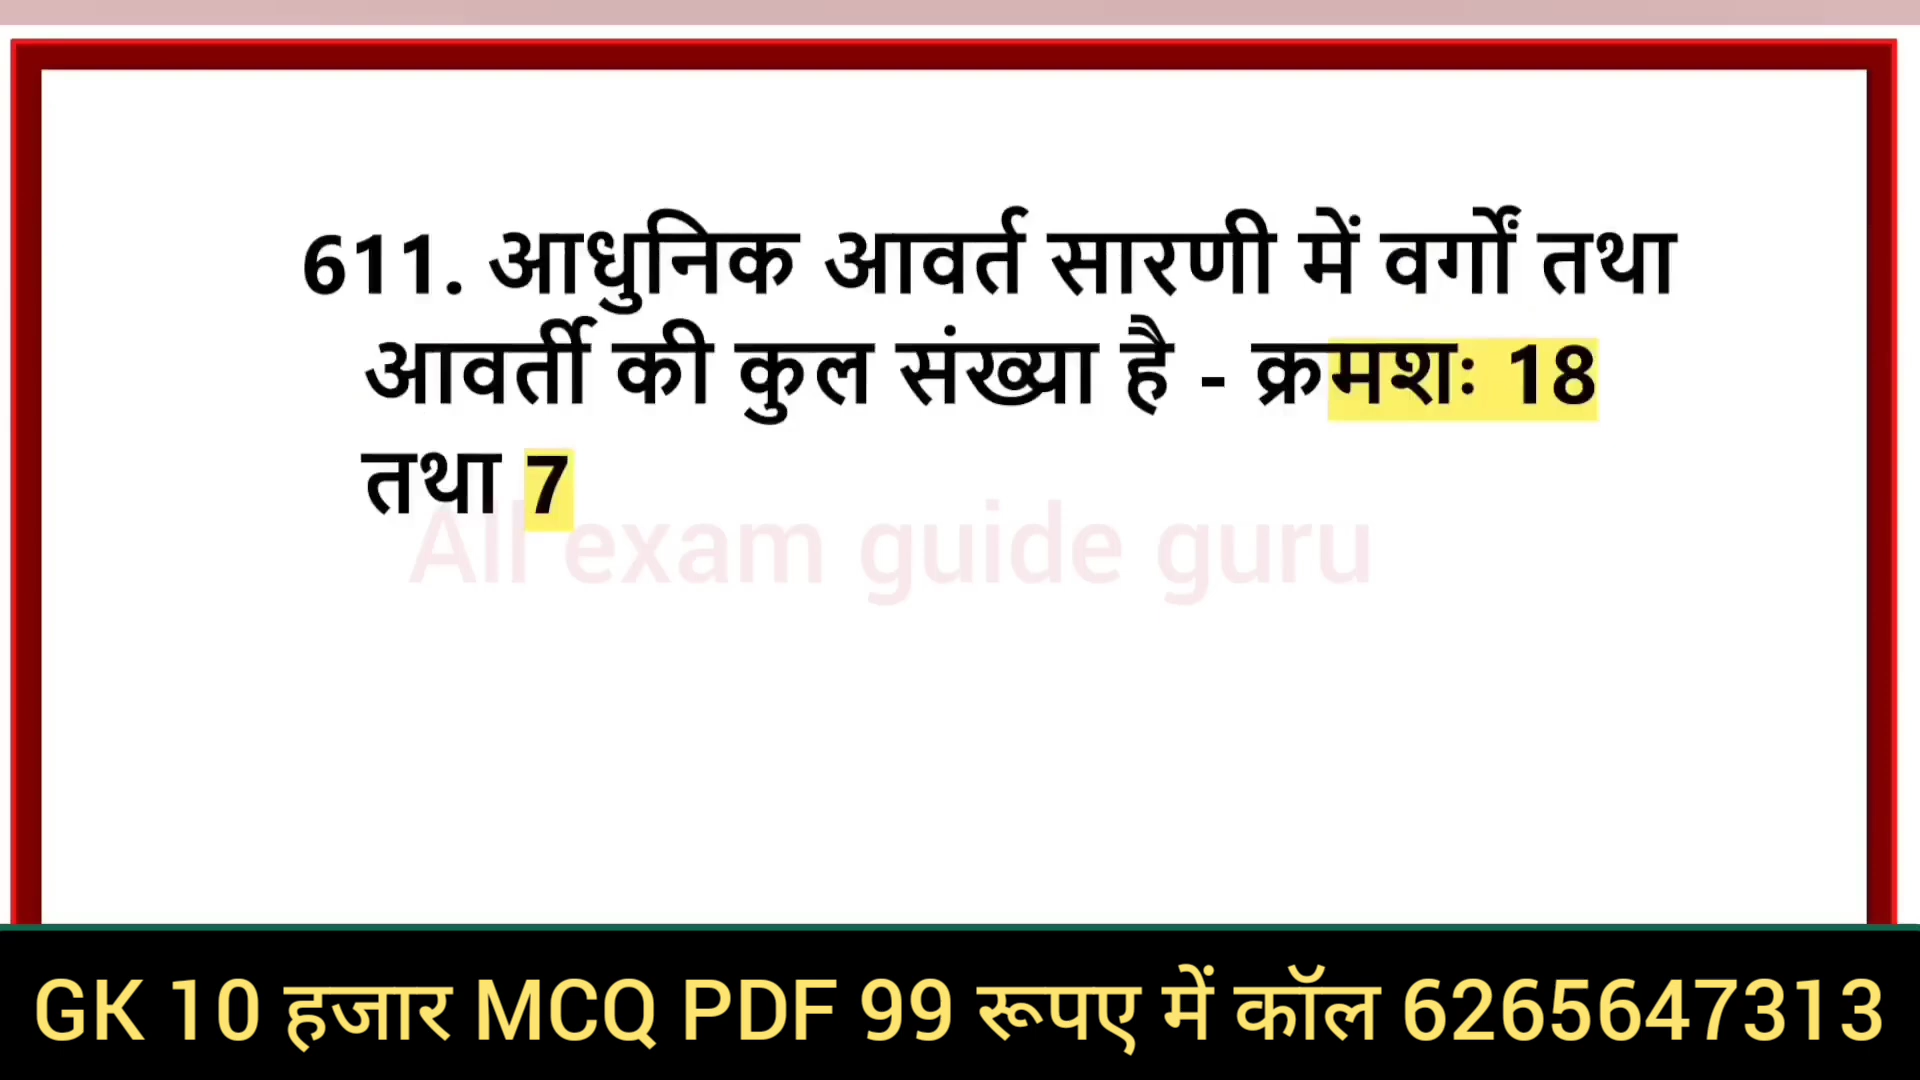 611. आधुनिक आवर्त सारणी में वर्गों तथा
आवर्ती की कुल संख्या है - क्रमशः 18
तथा 7
All exam guide guru
GK 10 हजार MCQ PDF 99 रूपए में कॉल 6265647313